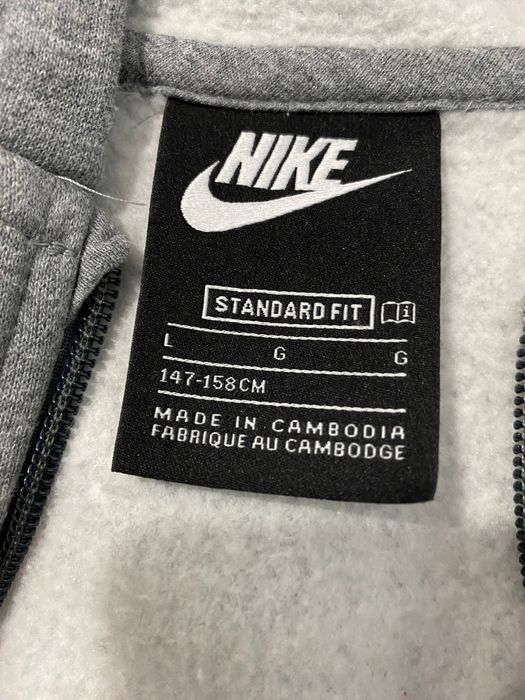 NIKE
STANDARD FIT
L G G
147-158CM
MADE IN CAMBODIA
FABRIQUE AU CAMBODGE